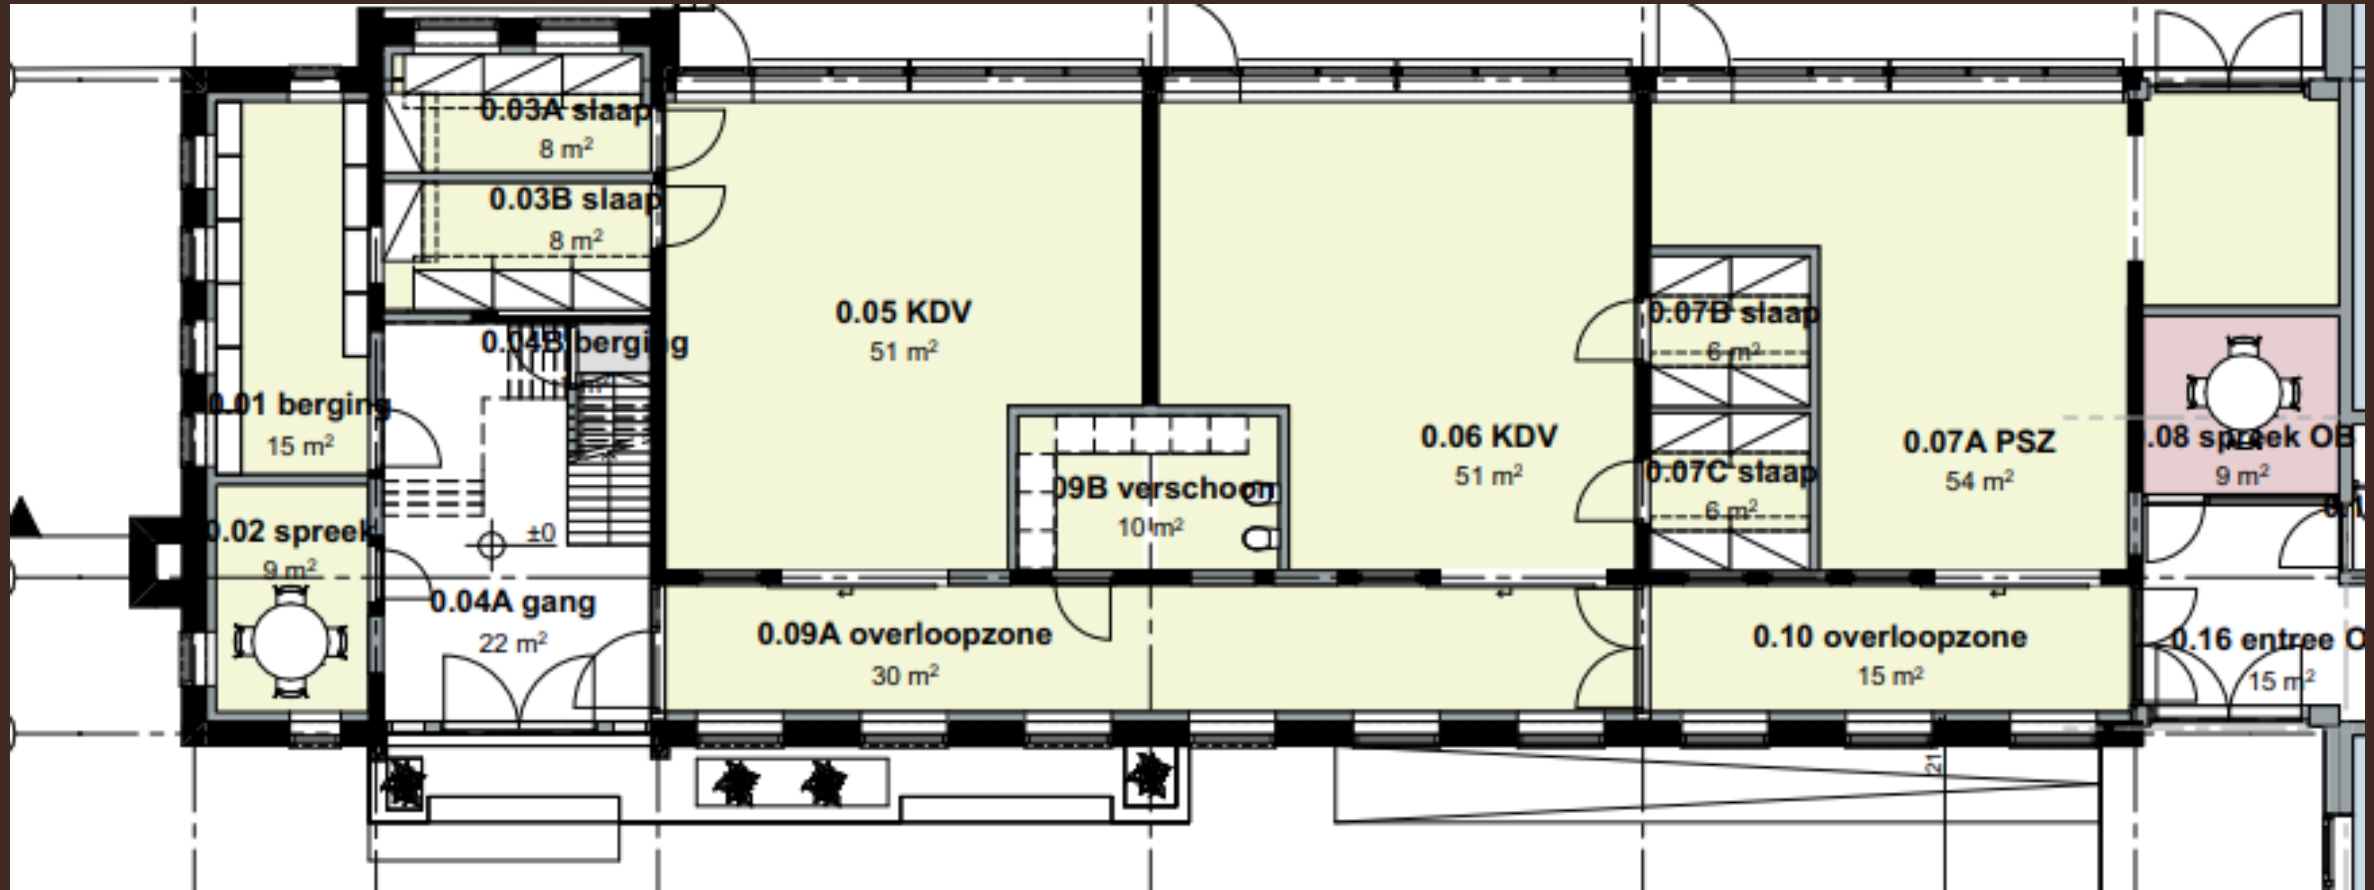 0.03A slaap
8 m²
0.03B slaap
8 m²
0.04B berging
0.01 berging
15 m²
0.02 spreek
9 m²
±0
0.04A gang
22 m²
0.05 KDV
51 m²
09B verschoon
10 m²
0.06 KDV
51 m²
0.07B slaap
6 m²
0.07C slaap
6 m²
0.07A PSZ
54 m²
.08 spreek OB
9 m²
0.09A overloopzone
30 m²
0.10 overloopzone
15 m²
0.16 entree O
15 m²
21